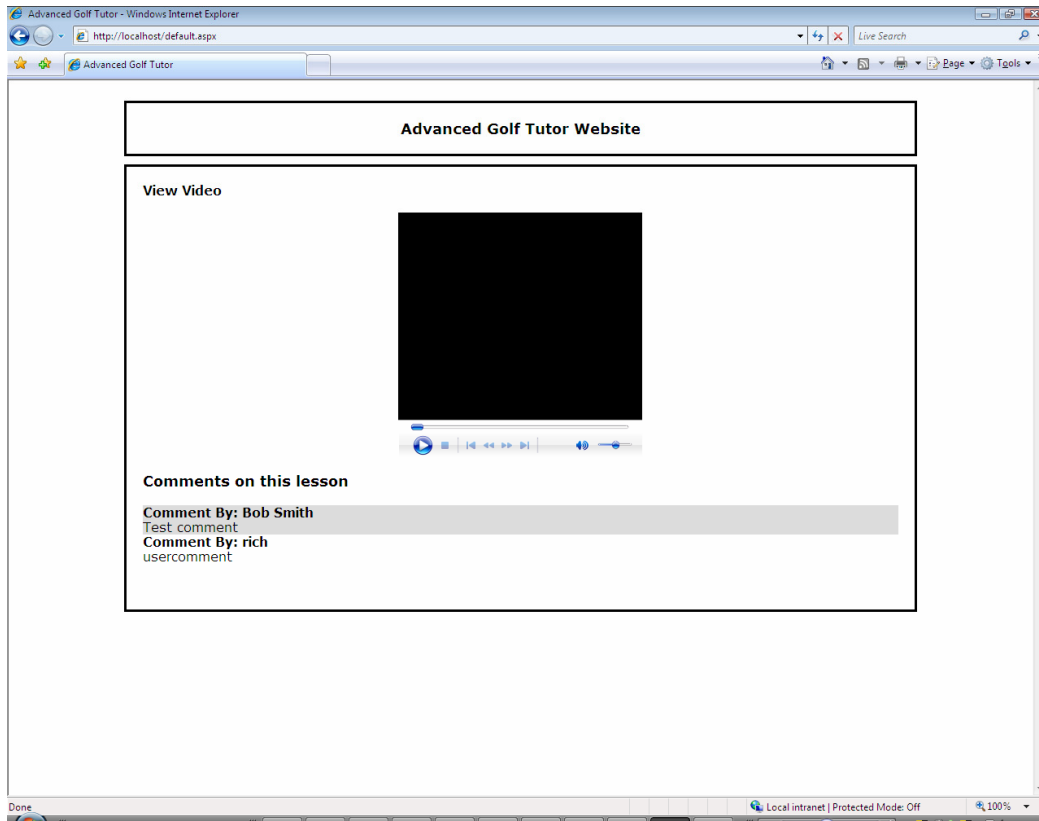 Advanced Golf Tutor - Windows Internet Explorer
http://localhost/default.aspx
Live Search
Advanced Golf Tutor
Page
Tools
Advanced Golf Tutor Website
View Video
Comments on this lesson
Comment By: Bob Smith
Test comment
Comment By: rich
usercomment
Done
Local intranet | Protected Mode: Off
100%